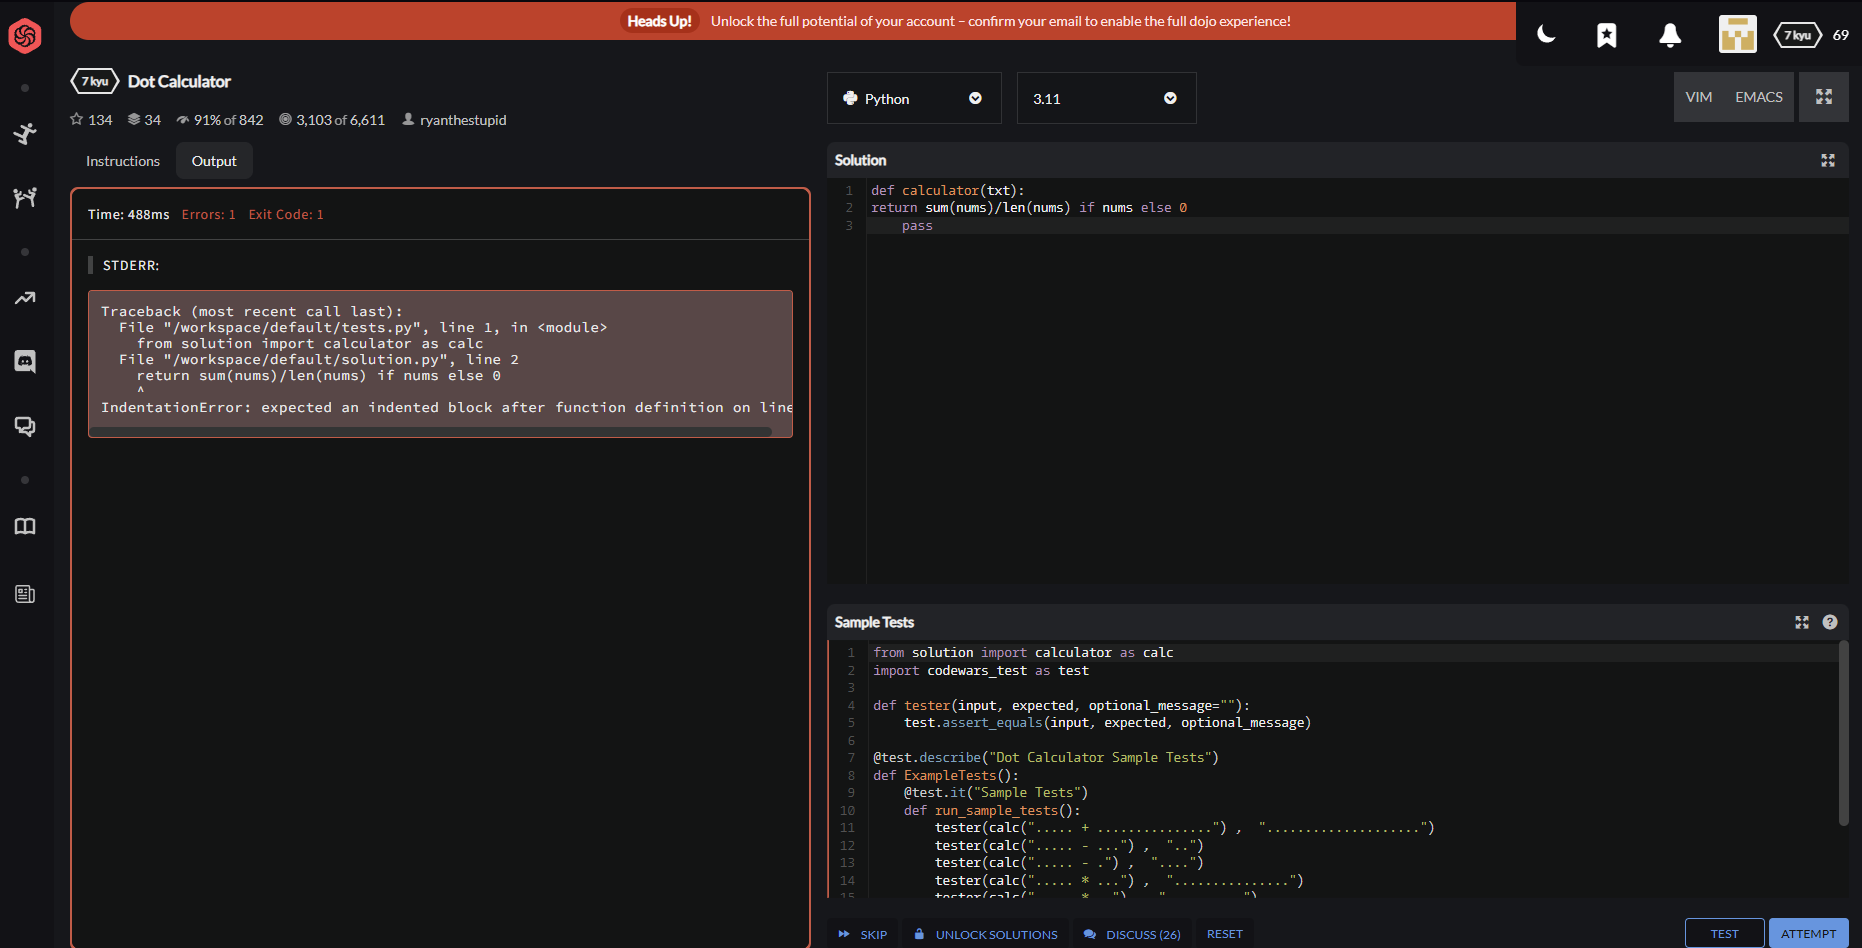 Heads Up! Unlock the full potential of your account – confirm your email to enable the full dojo experience!
7 kyu 69
7 kyu Dot Calculator
134 34 91% of 842 3,103 of 6,611 ryanthestupid
Instructions Output
Time: 488ms Errors: 1 Exit Code: 1
STDERR:
Traceback (most recent call last):
  File "/workspace/default/tests.py", line 1, in <module>
    from solution import calculator as calc
  File "/workspace/default/solution.py", line 2
    return sum(nums)/len(nums) if nums else 0
    ^
IndentationError: expected an indented block after function definition on line
Python 3.11 VIM EMACS
Solution
1 def calculator(txt):
2 return sum(nums)/len(nums) if nums else 0
3     pass
Sample Tests
1 from solution import calculator as calc
2 import codewars_test as test
3
4 def tester(input, expected, optional_message=""):
5     test.assert_equals(input, expected, optional_message)
6
7 @test.describe("Dot Calculator Sample Tests")
8 def ExampleTests():
9     @test.it("Sample Tests")
10     def run_sample_tests():
11         tester(calc("..... + ...............") ,  "....................")
12         tester(calc("..... - ...") ,  "..")
13         tester(calc("..... - .") ,  "....")
14         tester(calc("..... * ...") ,  "...............")
SKIP UNLOCK SOLUTIONS DISCUSS (26) RESET TEST ATTEMPT